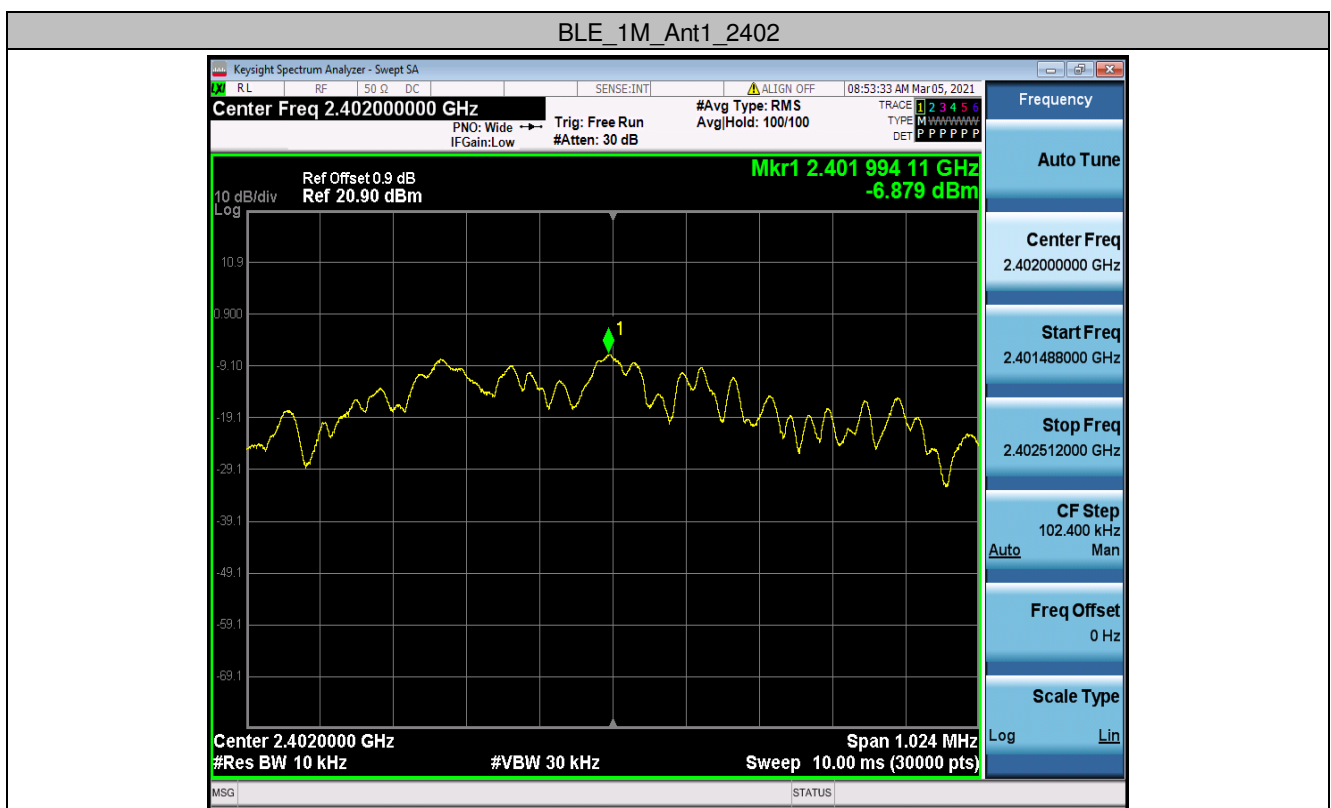 BLE_1M_Ant1_2402
Keysight Spectrum Analyzer - Swept SA
LXI RL RF 50 Ω DC SENSE:INT ALIGN OFF 08:53:33 AM Mar 05, 2021
Center Freq 2.402000000 GHz
PNO: Wide
IFGain:Low
Trig: Free Run
#Atten: 30 dB
#Avg Type: RMS
Avg|Hold: 100/100
TRACE 1 2 3 4 5 6
TYPE M WWWWW
DET P P P P P P
Mkr1 2.401 994 11 GHz
-6.879 dBm
Ref Offset 0.9 dB
10 dB/div Ref 20.90 dBm
Log
10.9
0.900
1
-9.10
-19.1
-29.1
-39.1
-49.1
-59.1
-69.1
Center 2.4020000 GHz Span 1.024 MHz
#Res BW 10 kHz #VBW 30 kHz Sweep 10.00 ms (30000 pts)
MSG STATUS
Frequency
Auto Tune
Center Freq
2.402000000 GHz
Start Freq
2.401488000 GHz
Stop Freq
2.402512000 GHz
CF Step
102.400 kHz
Auto Man
Freq Offset
0 Hz
Scale Type
Log Lin